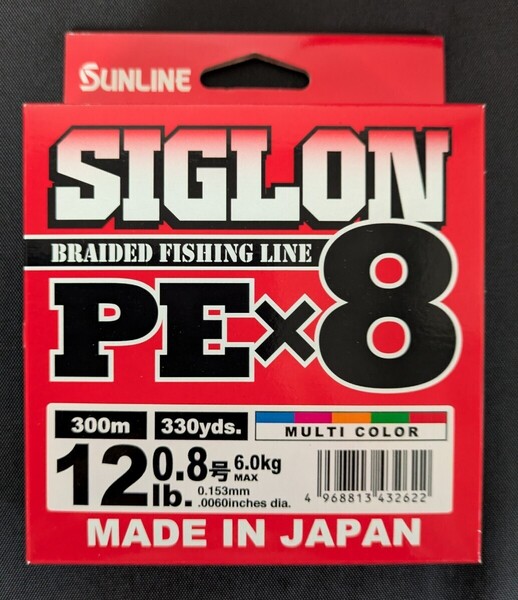 SUNLINE
SIGLON
BRAIDED FISHING LINE
PE×8
300m 330yds. MULTI COLOR
12lb. 0.8号 6.0kg MAX
0.153mm
.0060inches dia.
4 968813 432622
MADE IN JAPAN